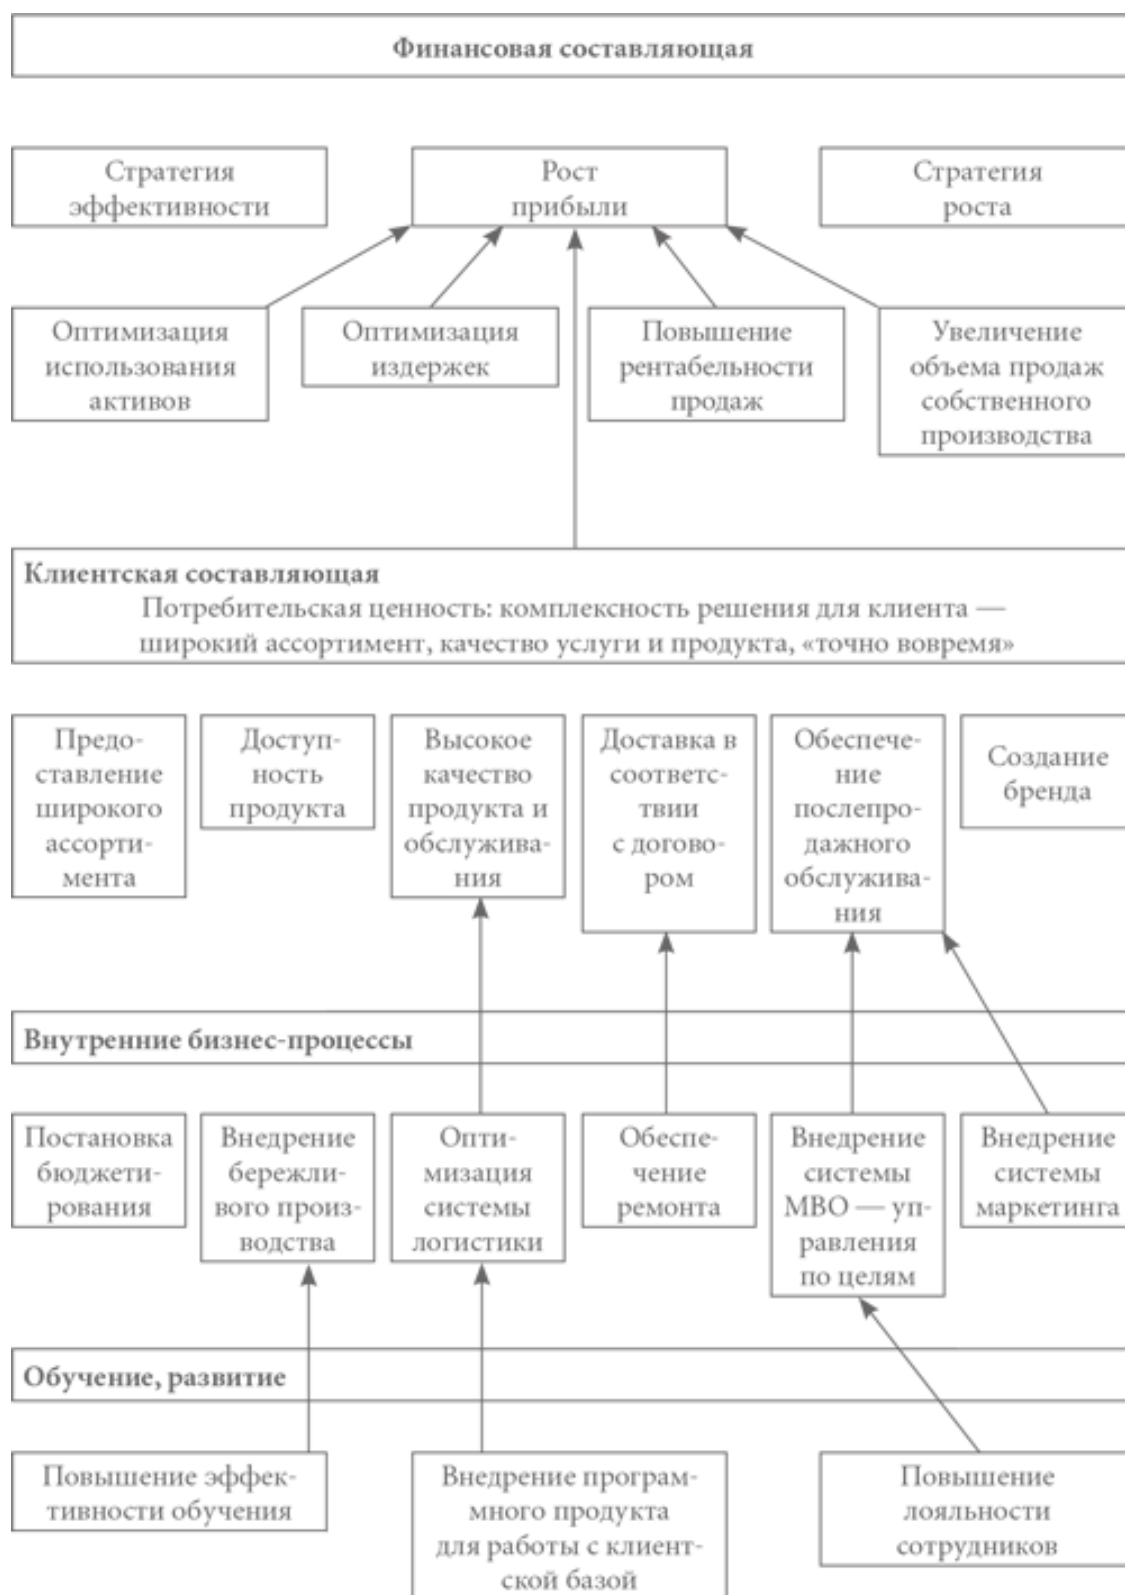 Финансовая составляющая
Стратегия
эффективности
Рост
прибыли
Стратегия
роста
Оптимизация
использования
активов
Оптимизация
издержек
Повышение
рентабельности
продаж
Увеличение
объема продаж
собственного
производства
Клиентская составляющая
Потребительская ценность: комплексность решения для клиента —
широкий ассортимент, качество услуги и продукта, «точно вовремя»
Предо-
ставление
широкого
ассорти-
мента
Доступ-
ность
продукта
Высокое
качество
продукта и
обслужива-
ния
Доставка в
соответс-
твии
с догово-
ром
Обеспече-
ние
послепро-
дажного
обслужива-
ния
Создание
бренда
Внутренние бизнес-процессы
Постановка
бюджети-
рования
Внедрение
бережли-
вого произ-
водства
Опти-
мизация
системы
логистики
Обеспе-
чение
ремонта
Внедрение
системы
МВО — уп-
равления
по целям
Внедрение
системы
маркетинга
Обучение, развитие
Повышение эффек-
тивности обучения
Внедрение програм-
много продукта
для работы с клиент-
ской базой
Повышение
лояльности
сотрудников